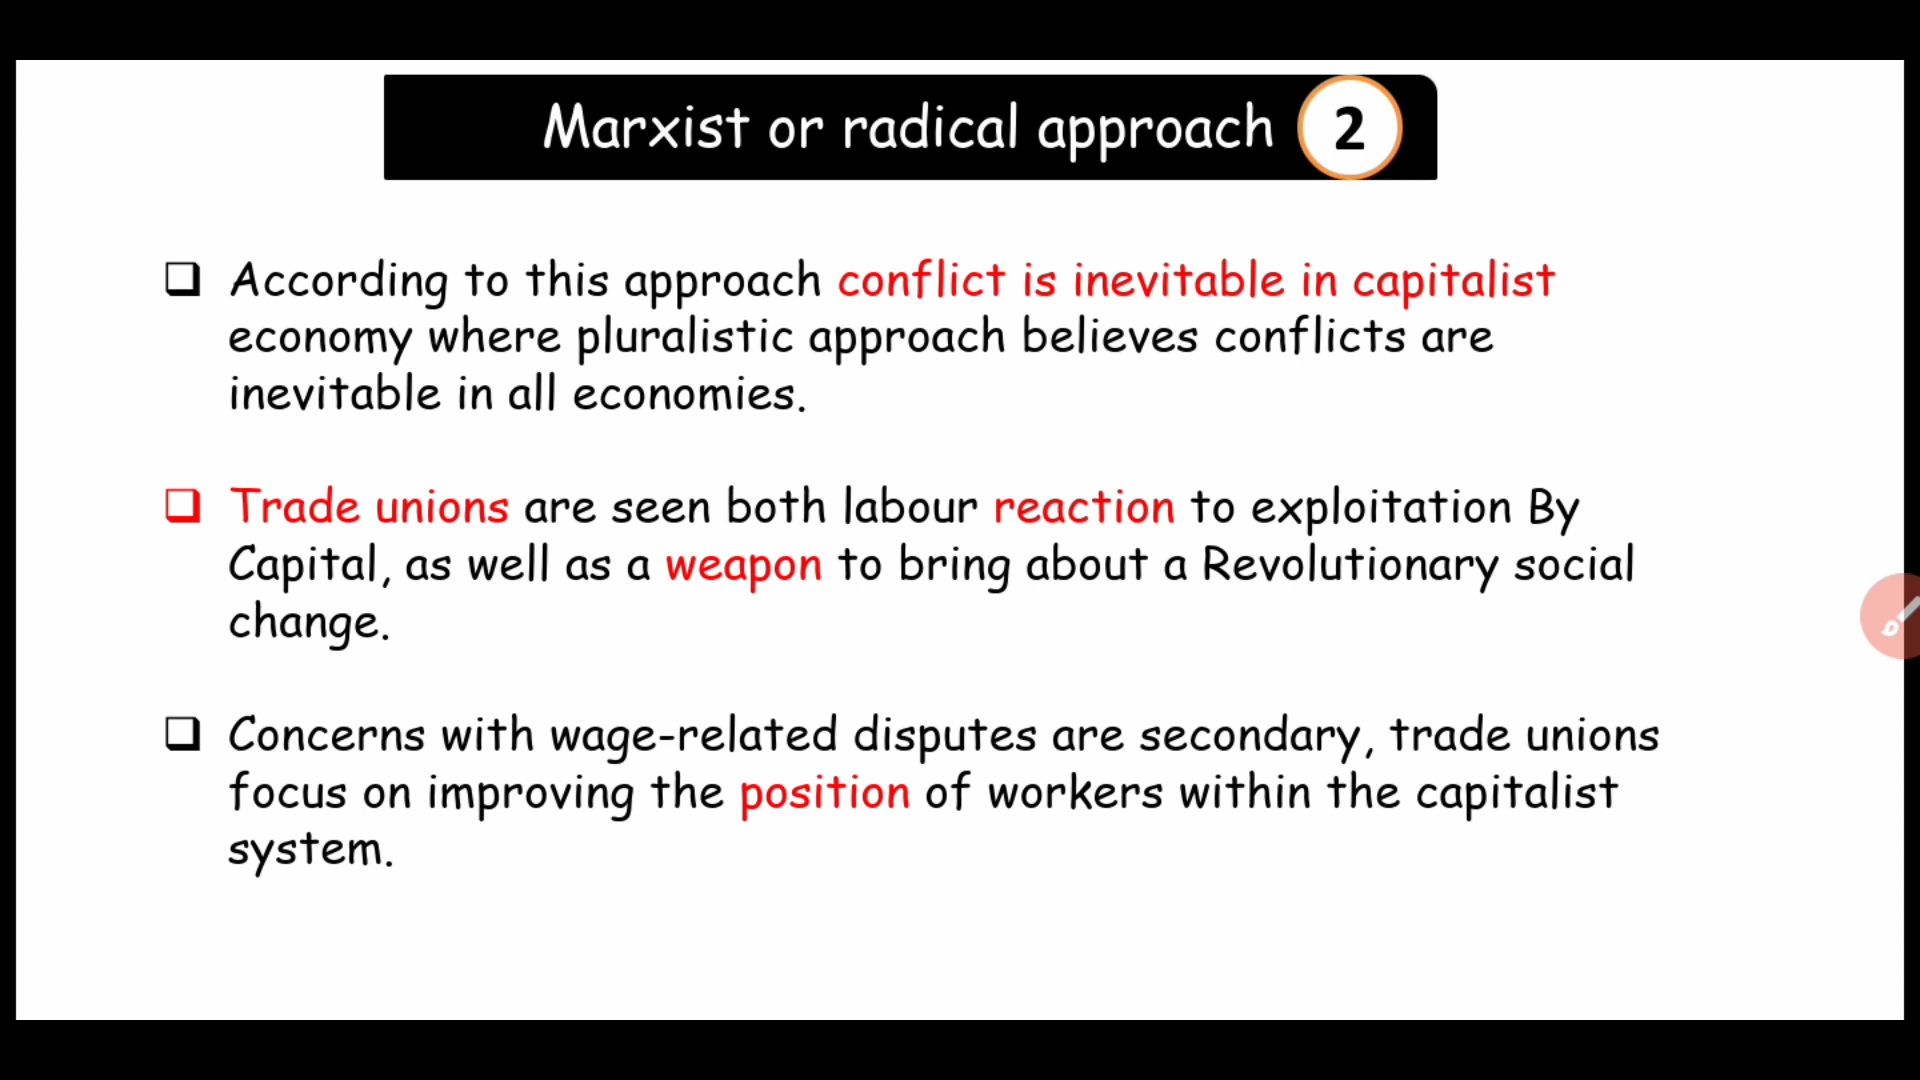 Marxist or radical approach 2
According to this approach conflict is inevitable in capitalist
economy where pluralistic approach believes conflicts are
inevitable in all economies.
Trade unions are seen both labour reaction to exploitation By
Capital, as well as a weapon to bring about a Revolutionary social
change.
Concerns with wage-related disputes are secondary, trade unions
focus on improving the position of workers within the capitalist
system.